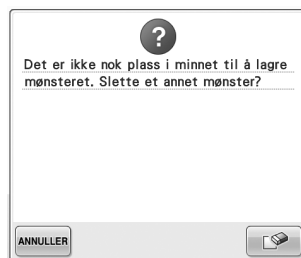 ?
Det er ikke nok plass i minnet til å lagre
mønsteret. Slette et annet mønster?
ANNULLER